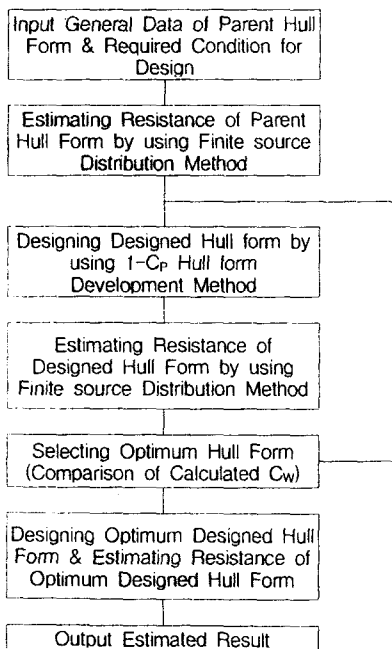 Input General Data of Parent Hull
Form & Required Condition for
Design
Estimating Resistance of Parent
Hull Form by using Finite source
Distribution Method
Designing Designed Hull form by
using 1-CP Hull form
Development Method
Estimating Resistance of
Designed Hull Form by using
Finite source Distribution Method
Selecting Optimum Hull Form
(Comparison of Calculated CW)
Designing Optimum Designed Hull
Form & Estimating Resistance of
Optimum Designed Hull Form
Output Estimated Result